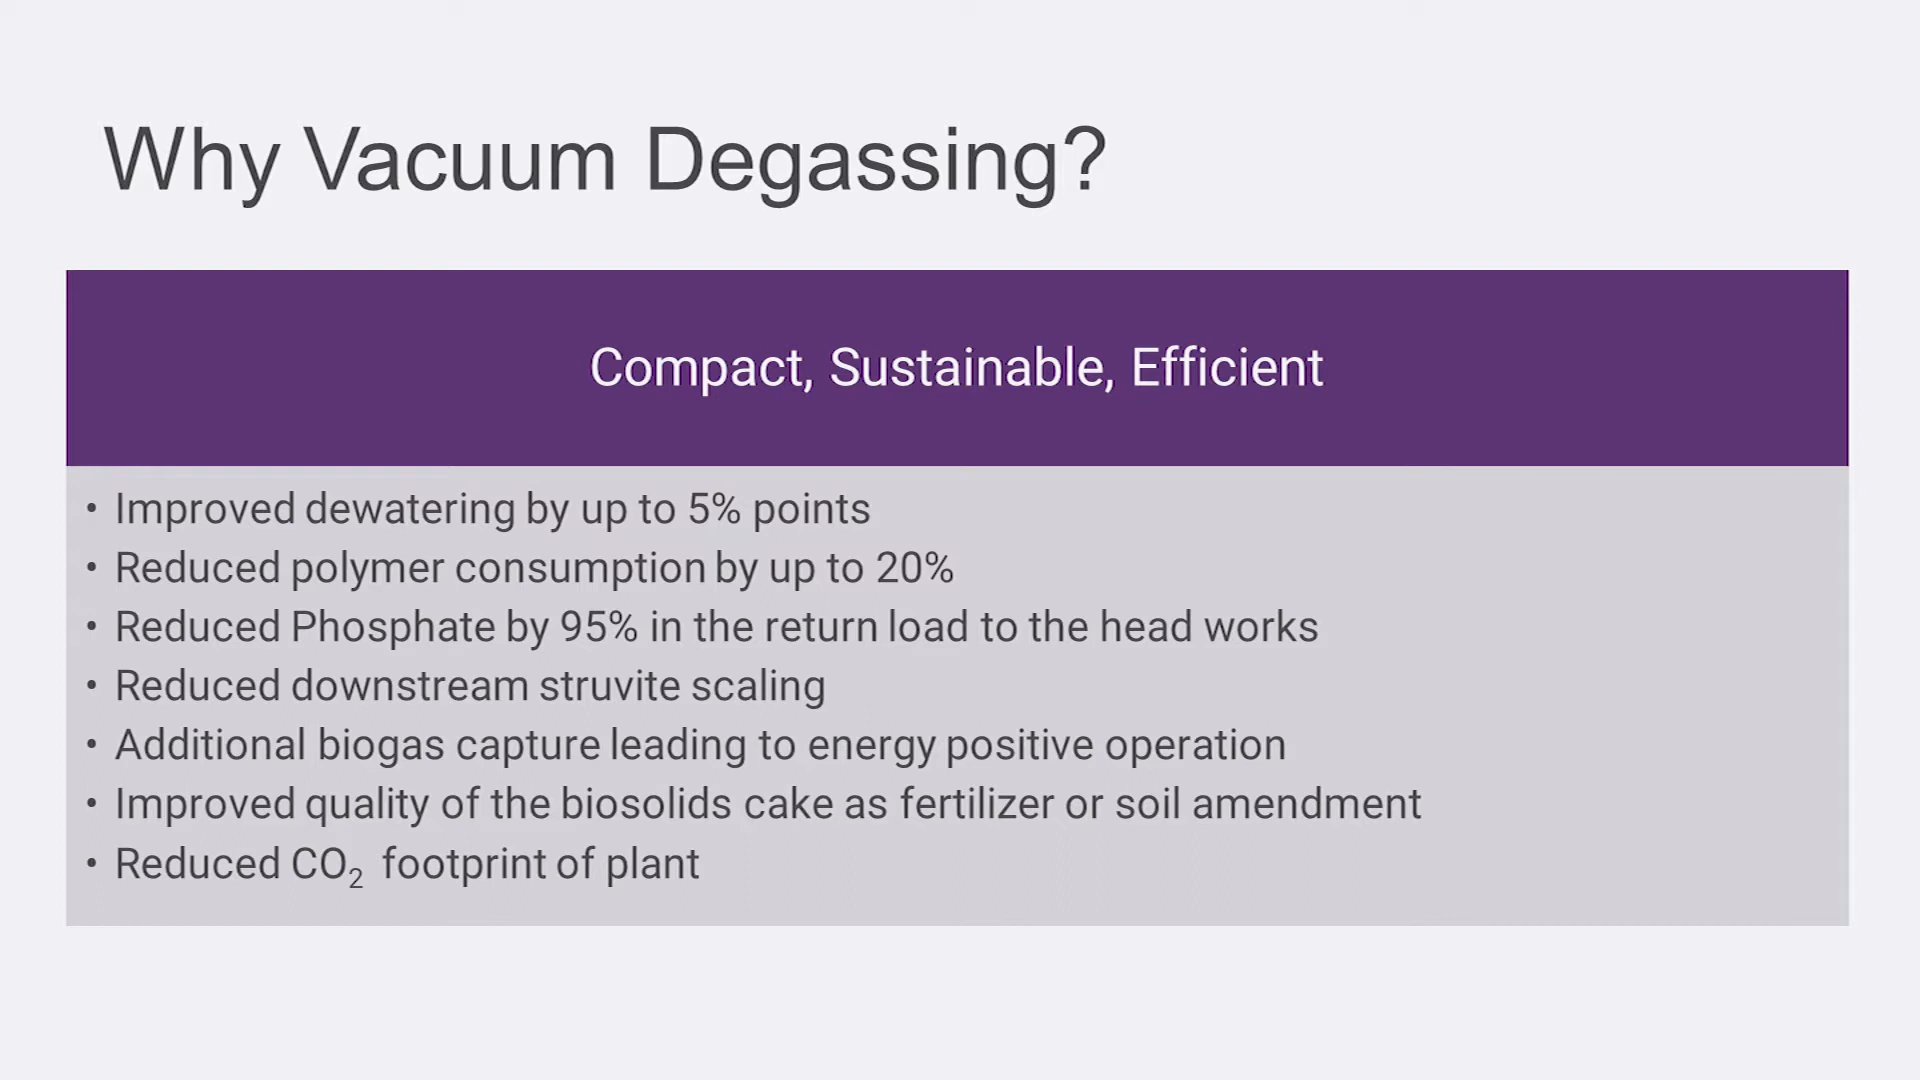 Why Vacuum Degassing?
Compact, Sustainable, Efficient
• Improved dewatering by up to 5% points
• Reduced polymer consumption by up to 20%
• Reduced Phosphate by 95% in the return load to the head works
• Reduced downstream struvite scaling
• Additional biogas capture leading to energy positive operation
• Improved quality of the biosolids cake as fertilizer or soil amendment
• Reduced CO₂ footprint of plant